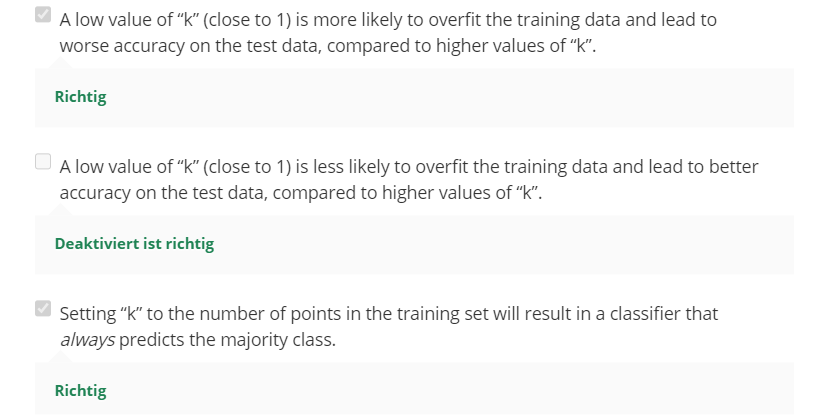 A low value of “k” (close to 1) is more likely to overfit the training data and lead to
worse accuracy on the test data, compared to higher values of “k”.
Richtig
A low value of “k” (close to 1) is less likely to overfit the training data and lead to better
accuracy on the test data, compared to higher values of “k”.
Deaktiviert ist richtig
Setting “k” to the number of points in the training set will result in a classifier that
always predicts the majority class.
Richtig